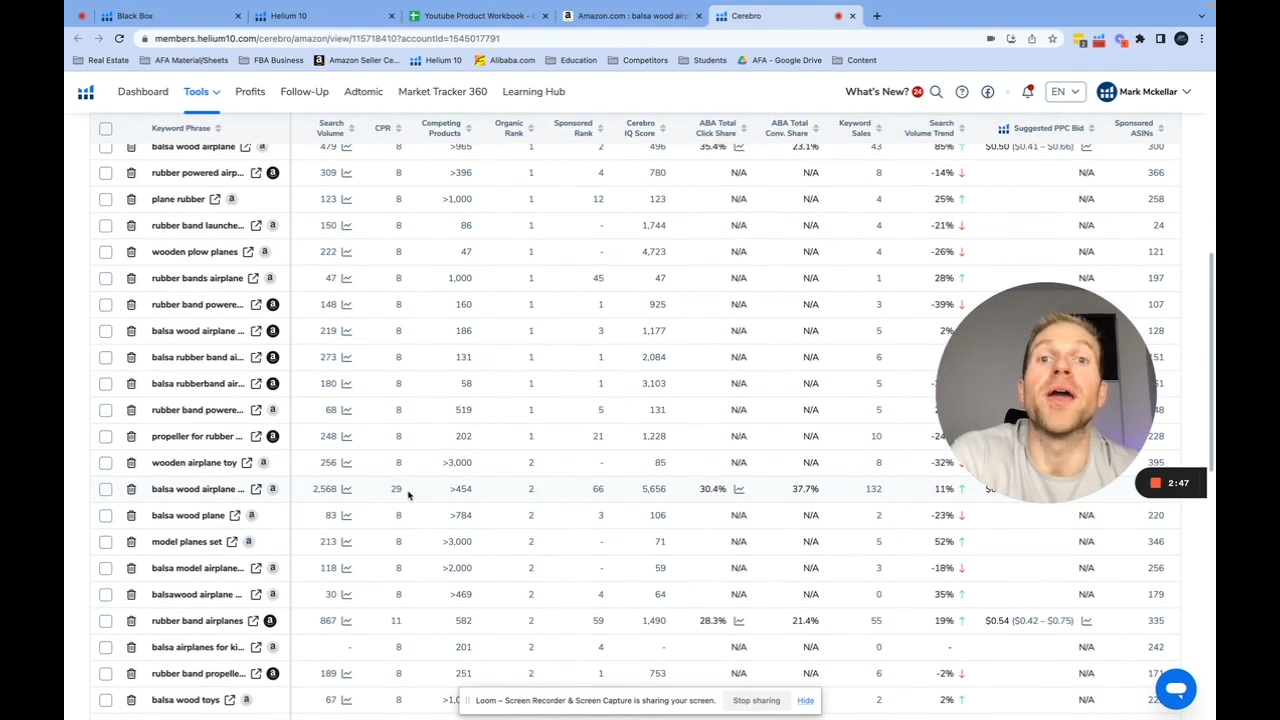 Black Box
Helium 10
Youtube Product Workbook - G
Amazon.com : balsa wood airp
Cerebro
members.helium10.com/cerebro/amazon/view/115718410?accountId=1545017791
Real Estate
AFA Material/Sheets
FBA Business
Amazon Seller Ce...
Helium 10
Alibaba.com
Education
Competitors
Students
AFA - Google Drive
Content
Dashboard Tools Profits Follow-Up Adtomic Market Tracker 360 Learning Hub What's New? 24 EN Mark Mckellar
Keyword Phrase Search Volume CPR Competing Products Organic Rank Sponsored Rank Cerebro IQ Score ABA Total Click Share ABA Total Conv. Share Keyword Sales Search Volume Trend Suggested PPC Bid Sponsored ASINs
balsa wood airplane 479 8 >965 1 2 496 35.4% 23.1% 43 85% ↑ $0.50 ($0.41 – $0.66) 300
rubber powered airp... 309 8 >396 1 4 780 N/A N/A 8 -14% ↓ N/A 366
plane rubber 123 8 >1,000 1 12 123 N/A N/A 4 25% ↑ N/A 258
rubber band launche... 150 8 86 1 - 1,744 N/A N/A 4 -21% ↓ N/A 24
wooden plow planes 222 8 47 1 - 4,723 N/A N/A 4 -26% ↓ N/A 121
rubber bands airplane 47 8 1,000 1 45 47 N/A N/A 1 28% ↑ N/A 197
rubber band powere... 148 8 160 1 1 925 N/A N/A 3 -39% ↓ N/A 107
balsa wood airplane ... 219 8 186 1 3 1,177 N/A N/A 5 2% 128
balsa rubber band ai... 273 8 131 1 1 2,084 N/A N/A 6 51
balsa rubberband air... 180 8 58 1 1 3,103 N/A N/A 5
rubber band powere... 68 8 519 1 5 131 N/A N/A 5 48
propeller for rubber ... 248 8 202 1 21 1,228 N/A N/A 10 -24 228
wooden airplane toy 256 8 >3,000 2 - 85 N/A N/A 8 -32% 395
balsa wood airplane ... 2,568 29 >454 2 66 5,656 30.4% 37.7% 132 11% ↑
2:47
balsa wood plane 83 8 >784 2 3 106 N/A N/A 2 -23% ↓ N/A 220
model planes set 213 8 >3,000 2 - 71 N/A N/A 5 52% ↑ N/A 346
balsa model airplane... 118 8 >2,000 2 - 59 N/A N/A 3 -18% ↓ N/A 256
balsawood airplane ... 30 8 >469 2 4 64 N/A N/A 0 35% ↑ N/A 179
rubber band airplanes 867 11 582 2 59 1,490 28.3% 21.4% 55 19% ↑ $0.54 ($0.42 – $0.75) 335
balsa airplanes for ki... - 8 201 2 4 - N/A N/A 0 - N/A 242
rubber band propelle... 189 8 251 2 1 753 N/A N/A 6 -2% ↓ N/A 171
balsa wood toys 67 8 N/A 2 2% ↑ N/A
Loom – Screen Recorder & Screen Capture is sharing your screen. Stop sharing Hide